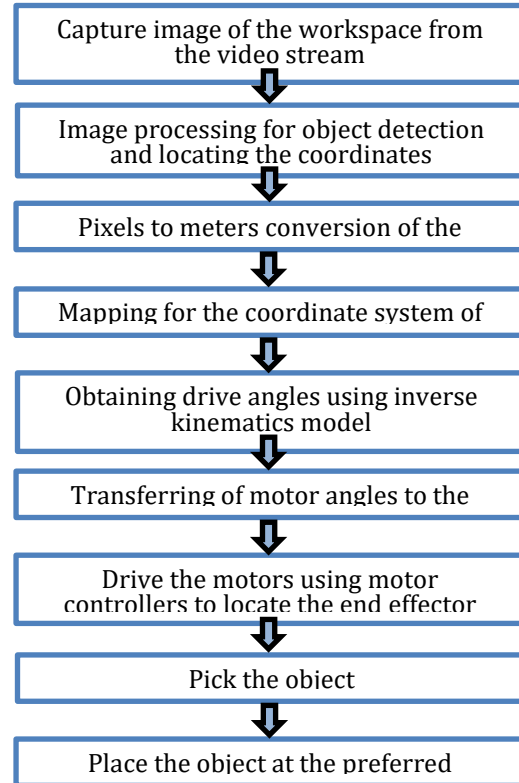 Capture image of the workspace from
the video stream
Image processing for object detection
and locating the coordinates
Pixels to meters conversion of the
Mapping for the coordinate system of
Obtaining drive angles using inverse
kinematics model
Transferring of motor angles to the
Drive the motors using motor
controllers to locate the end effector
Pick the object
Place the object at the preferred